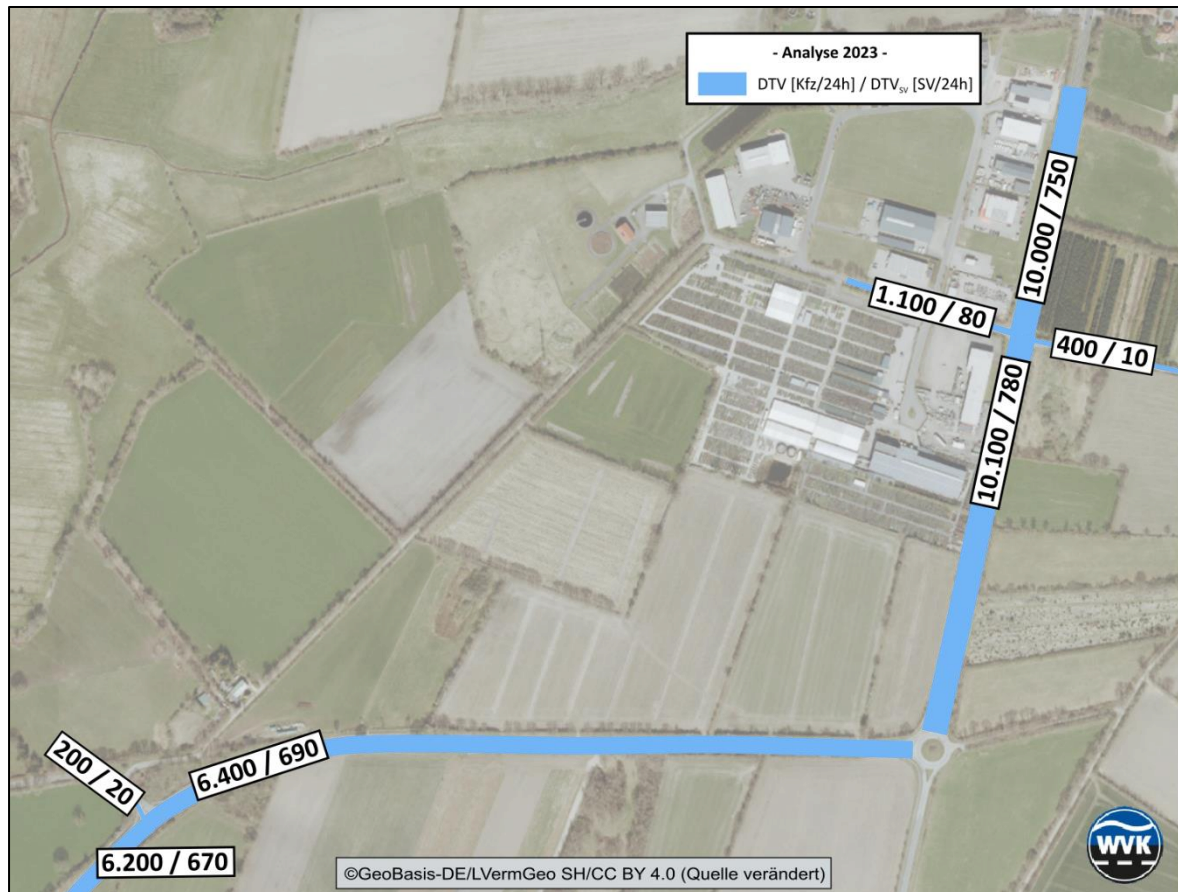 - Analyse 2023 -
DTV [Kfz/24h] / DTVsv [SV/24h]
10.000 / 750
1.100 / 80
400 / 10
10.100 / 780
6.400 / 690
200 / 20
6.200 / 670
©GeoBasis-DE/LVermGeo SH/CC BY 4.0 (Quelle verändert)
WVK